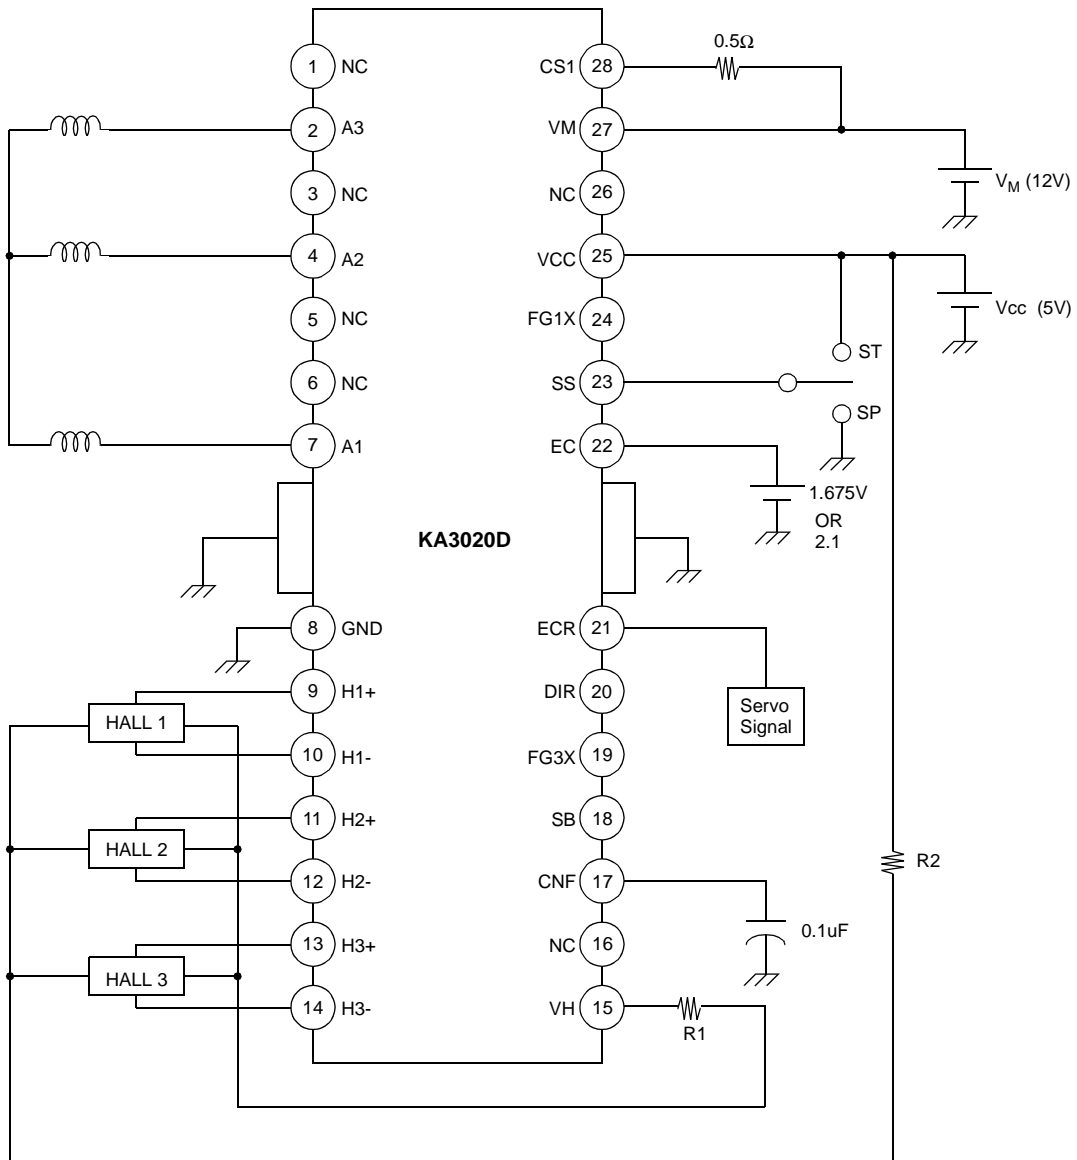 0.5Ω
1 NC
CS1 28
2 A3
VM 27
3 NC
NC 26
V_M (12V)
4 A2
VCC 25
5 NC
FG1X 24
Vcc (5V)
ST
6 NC
SS 23
SP
7 A1
EC 22
1.675V
OR
2.1
KA3020D
8 GND
ECR 21
9 H1+
DIR 20
Servo
Signal
HALL 1
10 H1-
FG3X 19
11 H2+
SB 18
HALL 2
R2
12 H2-
CNF 17
0.1uF
13 H3+
NC 16
HALL 3
14 H3-
VH 15
R1